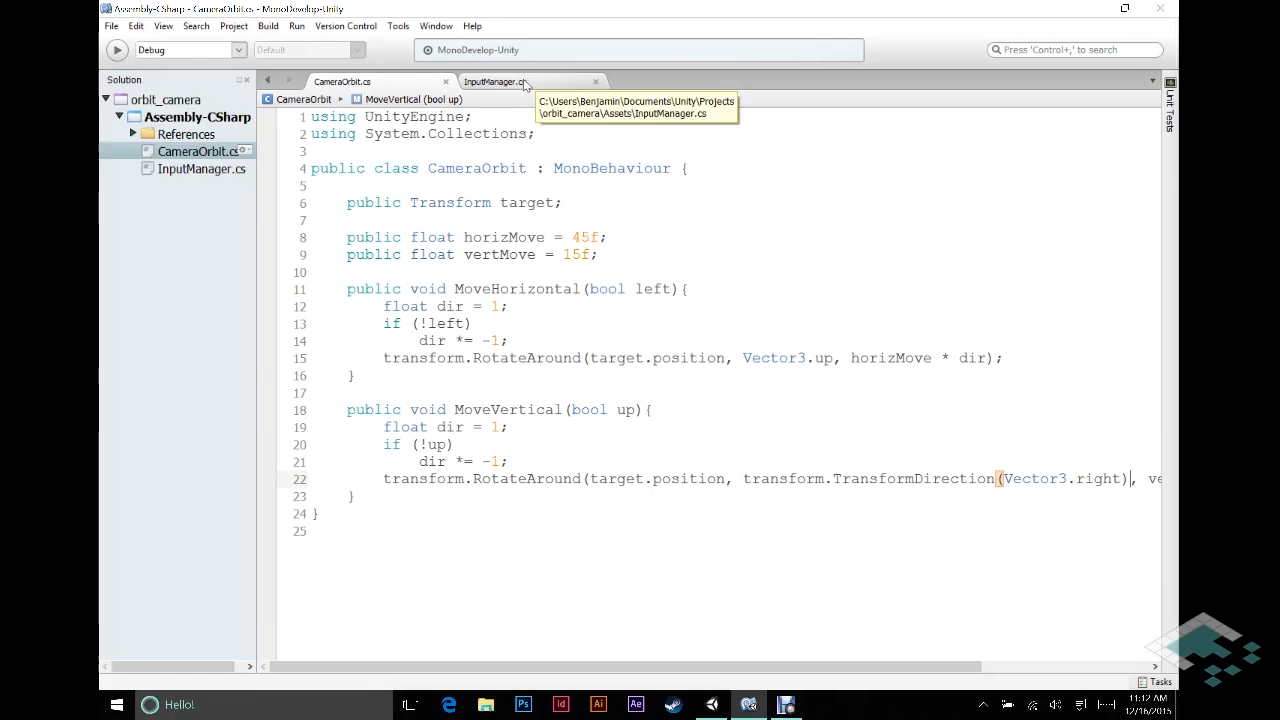 Assembly-CSharp - CameraOrbit.cs - MonoDevelop-Unity
File Edit View Search Project Build Run Version Control Tools Window Help
Debug Default MonoDevelop-Unity Press 'Control+,' to search
Solution CameraOrbit.cs InputManager.cs
CameraOrbit MoveVertical (bool up)
C:\Users\Benjamin\Documents\Unity\Projects
\orbit_camera\Assets\InputManager.cs
orbit_camera
Assembly-CSharp
References
CameraOrbit.cs
InputManager.cs
Unit Tests
1 using UnityEngine;
2 using System.Collections;
3
4 public class CameraOrbit : MonoBehaviour {
5
6 public Transform target;
7
8 public float horizMove = 45f;
9 public float vertMove = 15f;
10
11 public void MoveHorizontal(bool left){
12 float dir = 1;
13 if (!left)
14 dir *= -1;
15 transform.RotateAround(target.position, Vector3.up, horizMove * dir);
16 }
17
18 public void MoveVertical(bool up){
19 float dir = 1;
20 if (!up)
21 dir *= -1;
22 transform.RotateAround(target.position, transform.TransformDirection(Vector3.right), ve
23 }
24 }
25
Tasks
Hello!
Ps Id Ai Ae
11:12 AM
12/16/2015